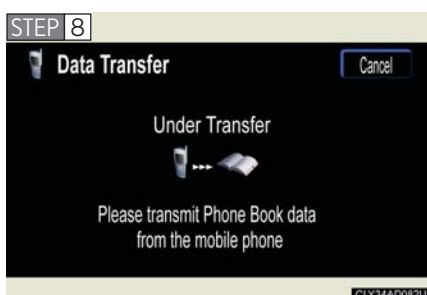 STEP 8
Data Transfer
Cancel
Under Transfer
Please transmit Phone Book data
from the mobile phone